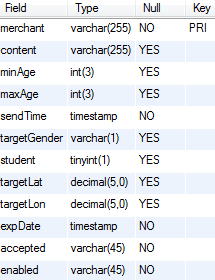 Field Type Null Key
merchant varchar(255) NO PRI
content varchar(255) YES
minAge int(3) YES
maxAge int(3) YES
sendTime timestamp NO
targetGender varchar(1) YES
student tinyint(1) YES
targetLat decimal(5,0) YES
targetLon decimal(5,0) YES
expDate timestamp NO
accepted varchar(45) NO
enabled varchar(45) NO